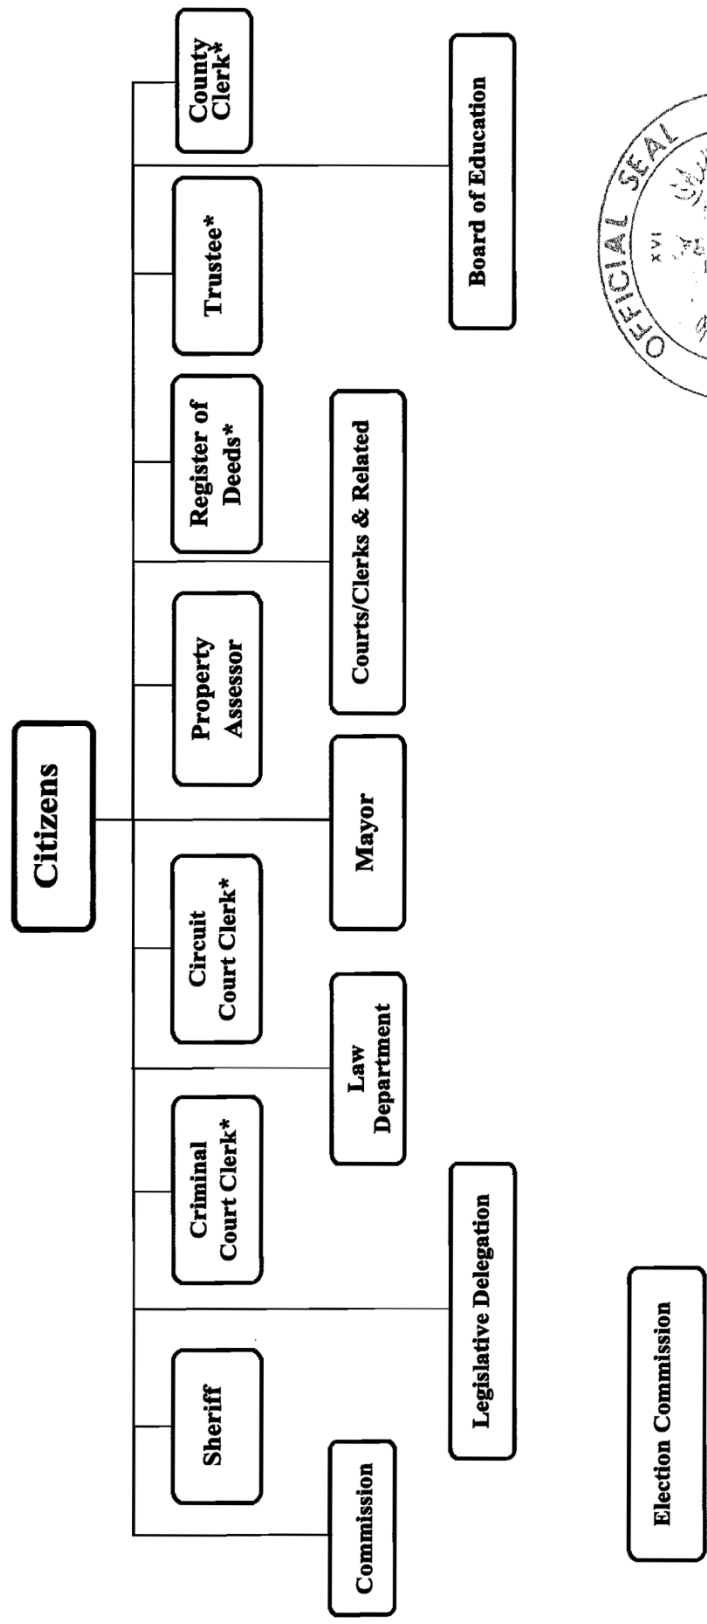 Citizens
Sheriff
Criminal
Court Clerk*
Circuit
Court Clerk*
Property
Assessor
Register of
Deeds*
Trustee*
County
Clerk*
Commission
Law
Department
Mayor
Courts/Clerks & Related
Legislative Delegation
Board of Education
Election Commission
OFFICIAL SEAL
XVI